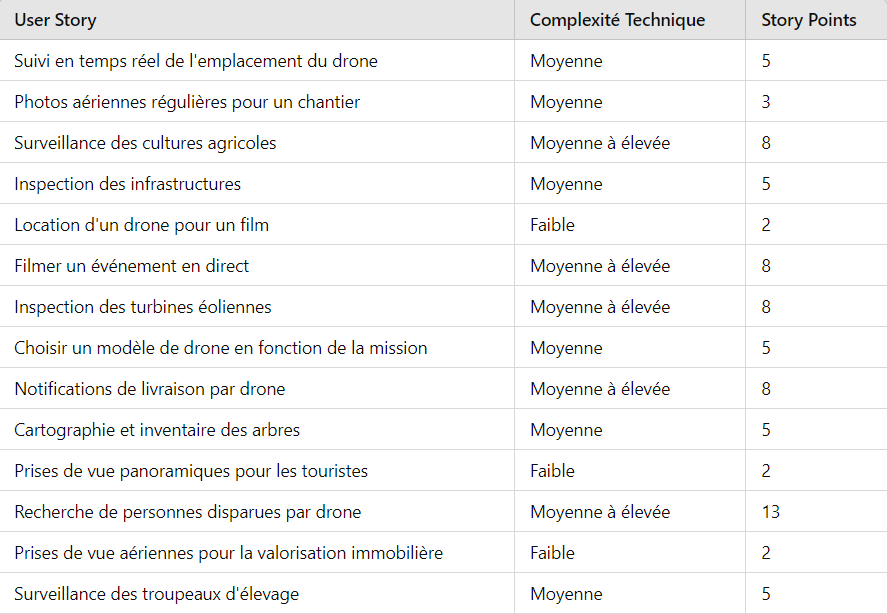 User Story Complexité Technique Story Points
Suivi en temps réel de l'emplacement du drone Moyenne 5
Photos aériennes régulières pour un chantier Moyenne 3
Surveillance des cultures agricoles Moyenne à élevée 8
Inspection des infrastructures Moyenne 5
Location d'un drone pour un film Faible 2
Filmer un événement en direct Moyenne à élevée 8
Inspection des turbines éoliennes Moyenne à élevée 8
Choisir un modèle de drone en fonction de la mission Moyenne 5
Notifications de livraison par drone Moyenne à élevée 8
Cartographie et inventaire des arbres Moyenne 5
Prises de vue panoramiques pour les touristes Faible 2
Recherche de personnes disparues par drone Moyenne à élevée 13
Prises de vue aériennes pour la valorisation immobilière Faible 2
Surveillance des troupeaux d'élevage Moyenne 5